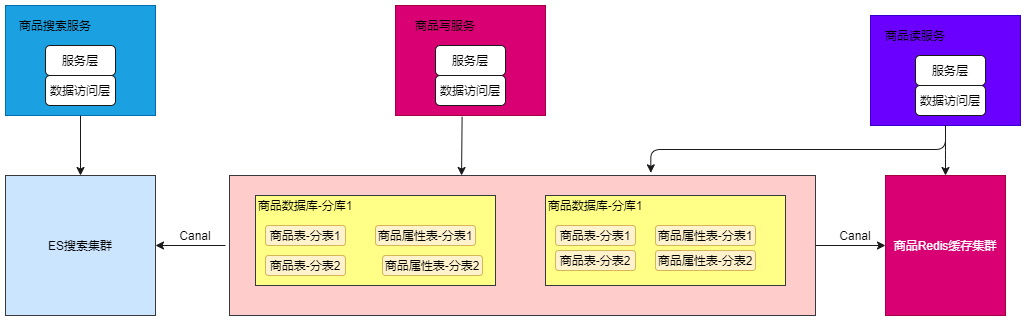 商品搜索服务
服务层
数据访问层
商品写服务
服务层
数据访问层
商品读服务
服务层
数据访问层
ES搜索集群
Canal
商品数据库-分库1
商品表-分表1
商品属性表-分表1
商品表-分表2
商品属性表-分表2
商品数据库-分库1
商品表-分表1
商品属性表-分表1
商品表-分表2
商品属性表-分表2
Canal
商品Redis缓存集群